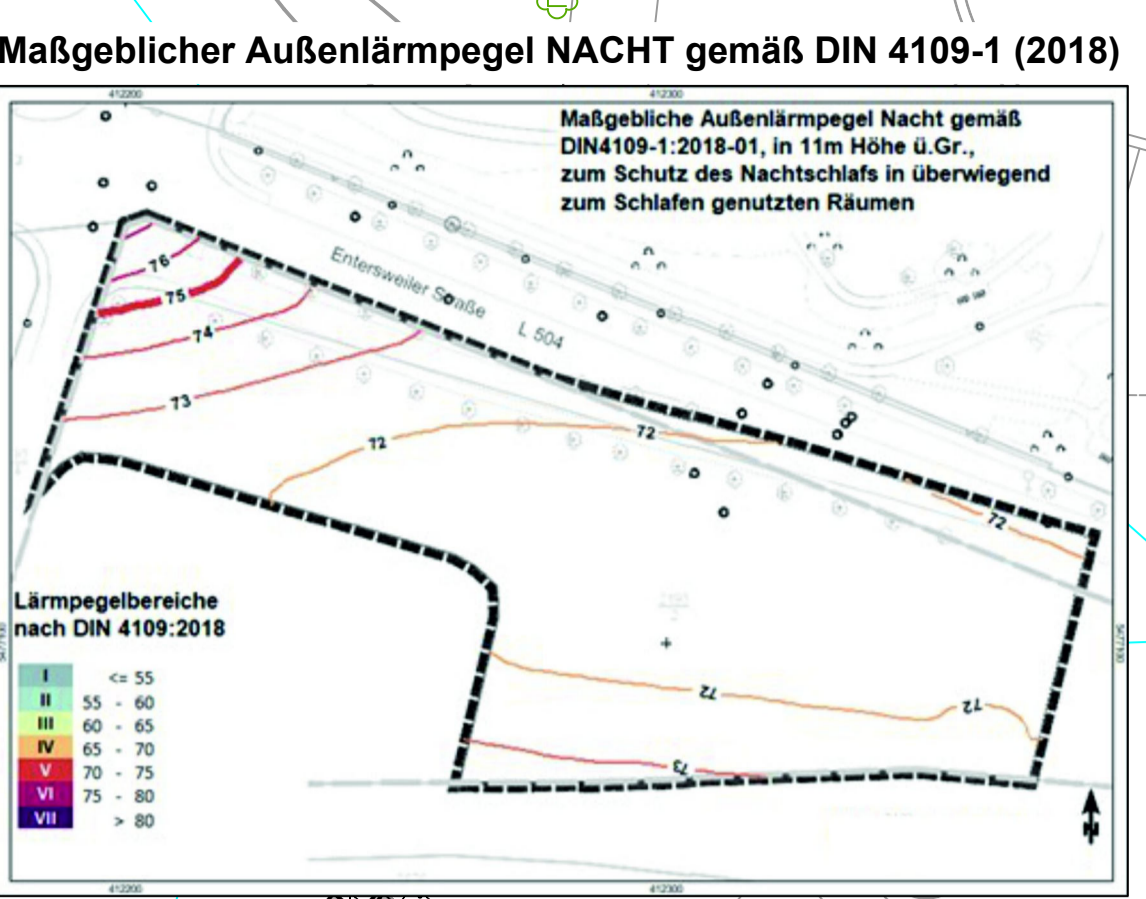 Maßgeblicher Außenlärmpegel NACHT gemäß DIN 4109-1 (2018)
412200
412300
Maßgebliche Außenlärmpegel Nacht gemäß
DIN4109-1:2018-01, in 11m Höhe ü.Gr.,
zum Schutz des Nachtschlafs in überwiegend
zum Schlafen genutzten Räumen
Entersweiler Straße
L 504
76
75
74
73
72
72
72
72
72
73
Lärmpegelbereiche
nach DIN 4109:2018
I <= 55
II 55 - 60
III 60 - 65
IV 65 - 70
V 70 - 75
VI 75 - 80
VII > 80
N
412200
412300